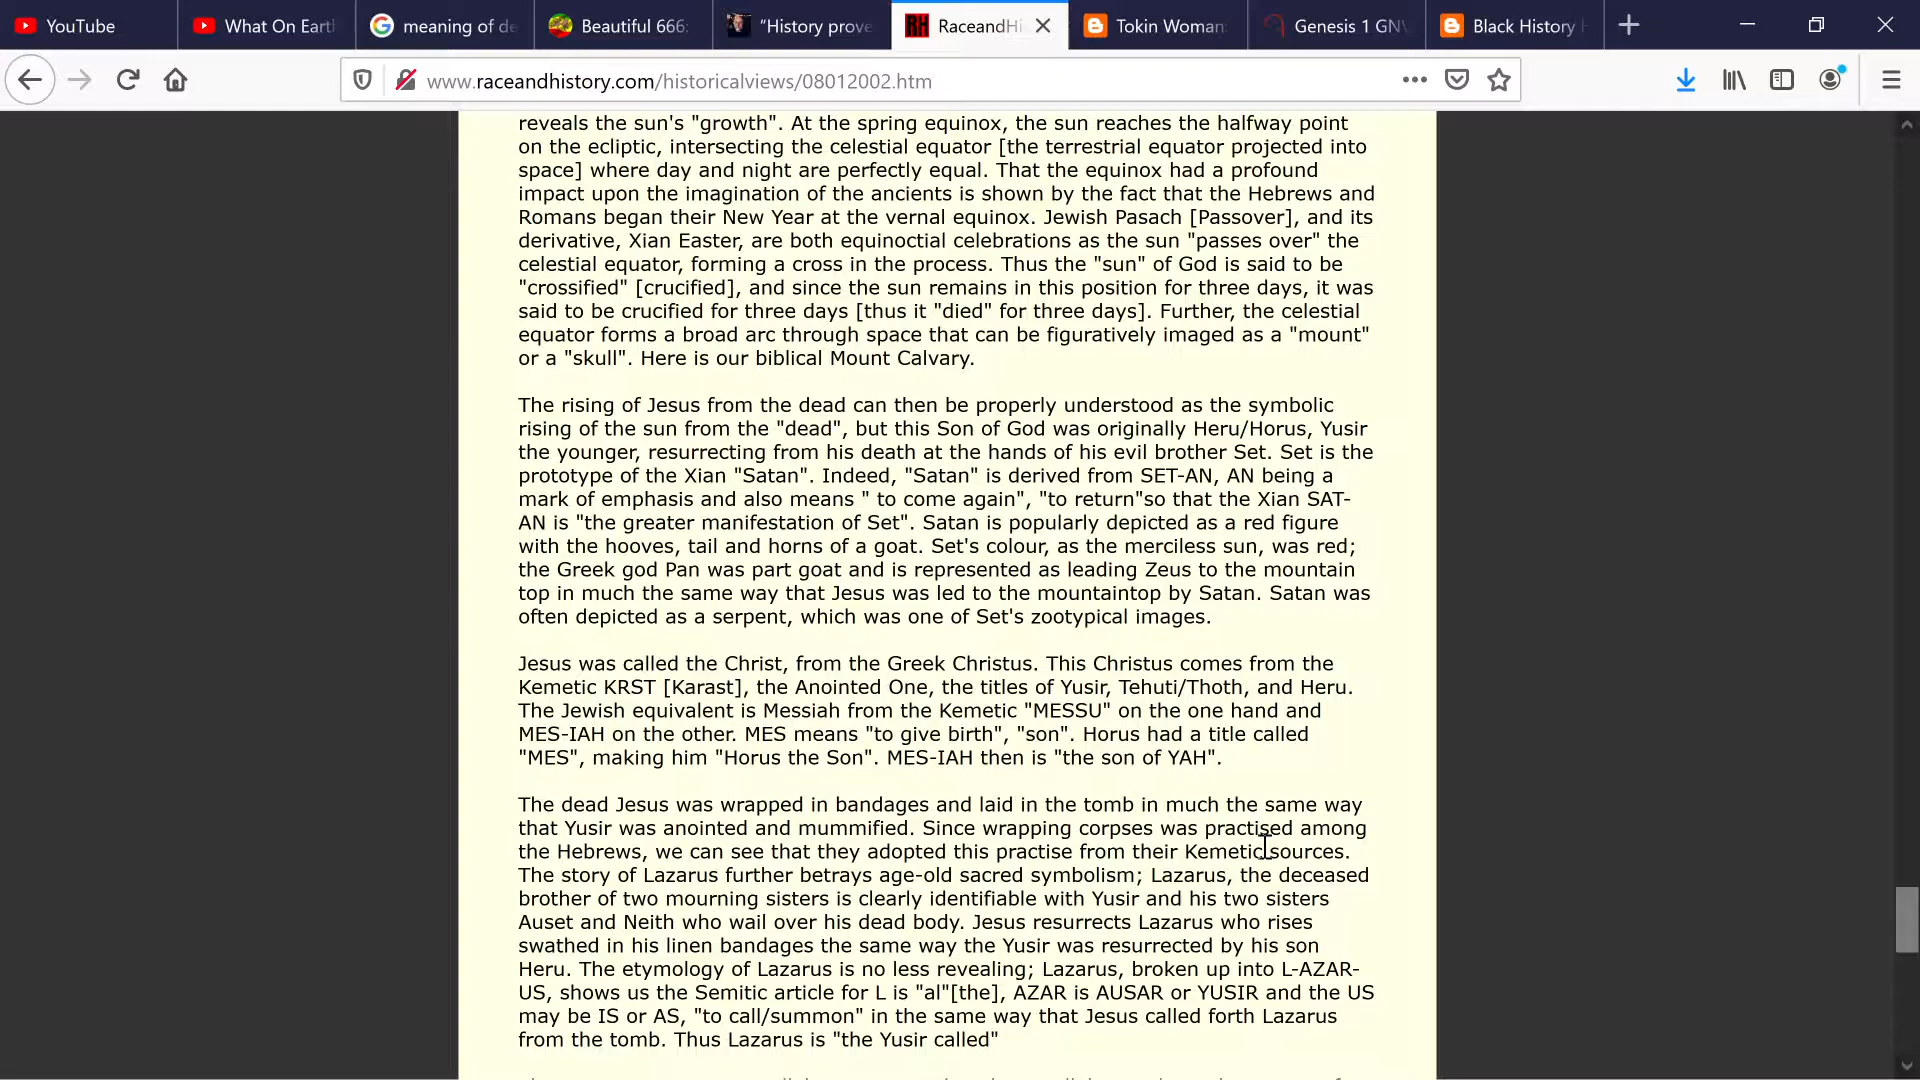 YouTube
What On Eart
meaning of de
Beautiful 666:
"History prove
RaceandHi
Tokin Woman:
Genesis 1 GN
Black History
www.raceandhistory.com/historicalviews/08012002.htm
reveals the sun's "growth". At the spring equinox, the sun reaches the halfway point
on the ecliptic, intersecting the celestial equator [the terrestrial equator projected into
space] where day and night are perfectly equal. That the equinox had a profound
impact upon the imagination of the ancients is shown by the fact that the Hebrews and
Romans began their New Year at the vernal equinox. Jewish Pasach [Passover], and its
derivative, Xian Easter, are both equinoctial celebrations as the sun "passes over" the
celestial equator, forming a cross in the process. Thus the "sun" of God is said to be
"crossified" [crucified], and since the sun remains in this position for three days, it was
said to be crucified for three days [thus it "died" for three days]. Further, the celestial
equator forms a broad arc through space that can be figuratively imaged as a "mount"
or a "skull". Here is our biblical Mount Calvary.
The rising of Jesus from the dead can then be properly understood as the symbolic
rising of the sun from the "dead", but this Son of God was originally Heru/Horus, Yusir
the younger, resurrecting from his death at the hands of his evil brother Set. Set is the
prototype of the Xian "Satan". Indeed, "Satan" is derived from SET-AN, AN being a
mark of emphasis and also means " to come again", "to return"so that the Xian SAT-
AN is "the greater manifestation of Set". Satan is popularly depicted as a red figure
with the hooves, tail and horns of a goat. Set's colour, as the merciless sun, was red;
the Greek god Pan was part goat and is represented as leading Zeus to the mountain
top in much the same way that Jesus was led to the mountaintop by Satan. Satan was
often depicted as a serpent, which was one of Set's zootypical images.
Jesus was called the Christ, from the Greek Christus. This Christus comes from the
Kemetic KRST [Karast], the Anointed One, the titles of Yusir, Tehuti/Thoth, and Heru.
The Jewish equivalent is Messiah from the Kemetic "MESSU" on the one hand and
MES-IAH on the other. MES means "to give birth", "son". Horus had a title called
"MES", making him "Horus the Son". MES-IAH then is "the son of YAH".
The dead Jesus was wrapped in bandages and laid in the tomb in much the same way
that Yusir was anointed and mummified. Since wrapping corpses was practised among
the Hebrews, we can see that they adopted this practise from their Kemetic sources.
The story of Lazarus further betrays age-old sacred symbolism; Lazarus, the deceased
brother of two mourning sisters is clearly identifiable with Yusir and his two sisters
Auset and Neith who wail over his dead body. Jesus resurrects Lazarus who rises
swathed in his linen bandages the same way the Yusir was resurrected by his son
Heru. The etymology of Lazarus is no less revealing; Lazarus, broken up into L-AZAR-
US, shows us the Semitic article for L is "al"[the], AZAR is AUSAR or YUSIR and the US
may be IS or AS, "to call/summon" in the same way that Jesus called forth Lazarus
from the tomb. Thus Lazarus is "the Yusir called"